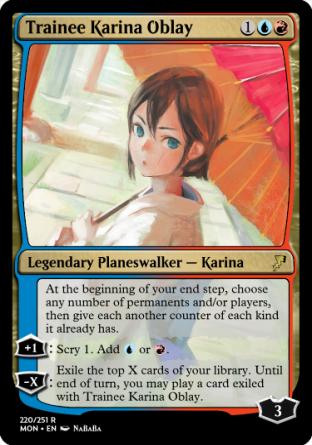 Trainee Karina Oblay 1
Legendary Planeswalker — Karina
At the beginning of your end step, choose
any number of permanents and/or players,
then give each another counter of each kind
it already has.
+1: Scry 1. Add or .
Exile the top X cards of your library. Until
-X: end of turn, you may play a card exiled
with Trainee Karina Oblay.
3
220/251 R
MON • EN NaBaBa